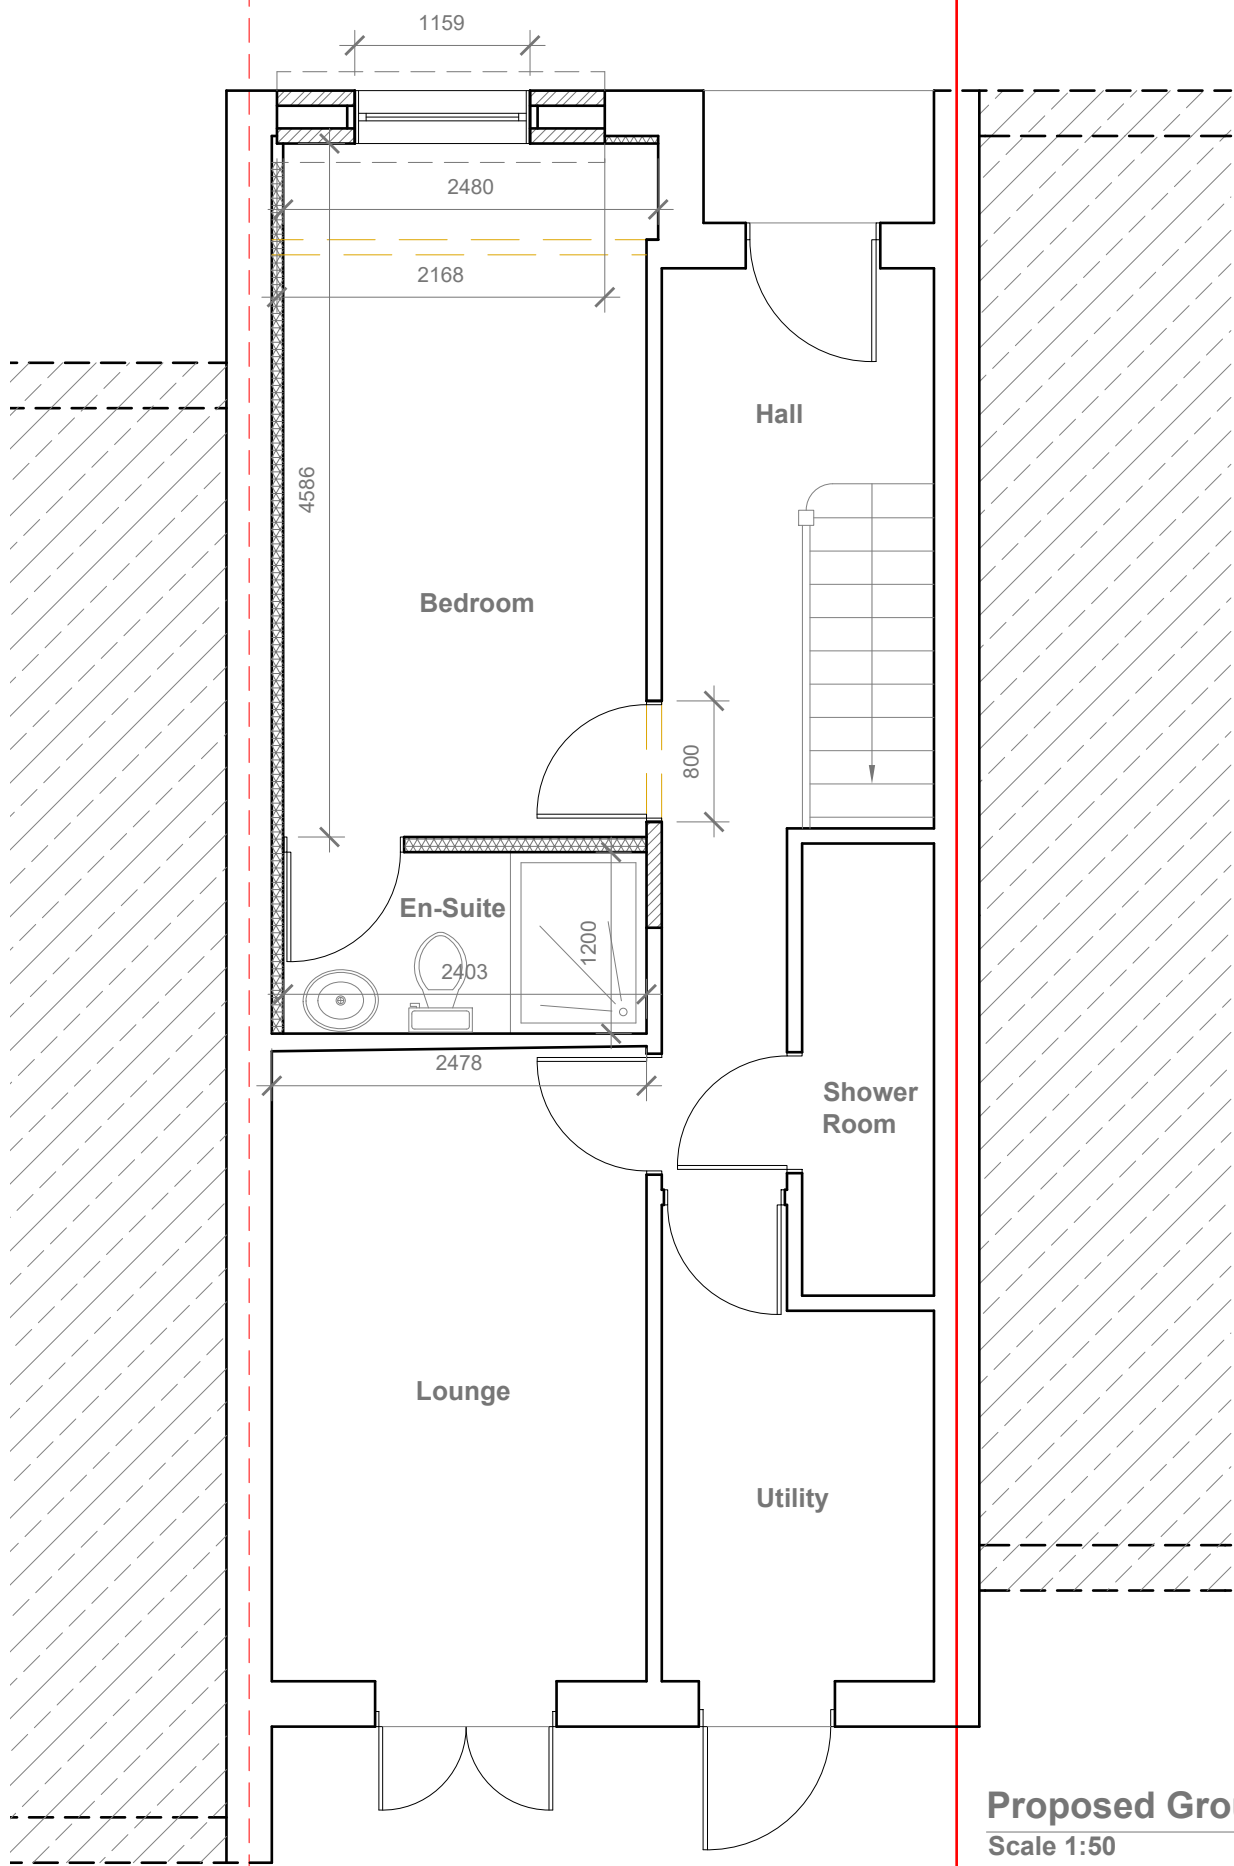 1159
2480
2168
Hall
4586
Bedroom
800
En-Suite
1200
2403
2478
Shower
Room
Lounge
Utility
Proposed
Scale 1:50